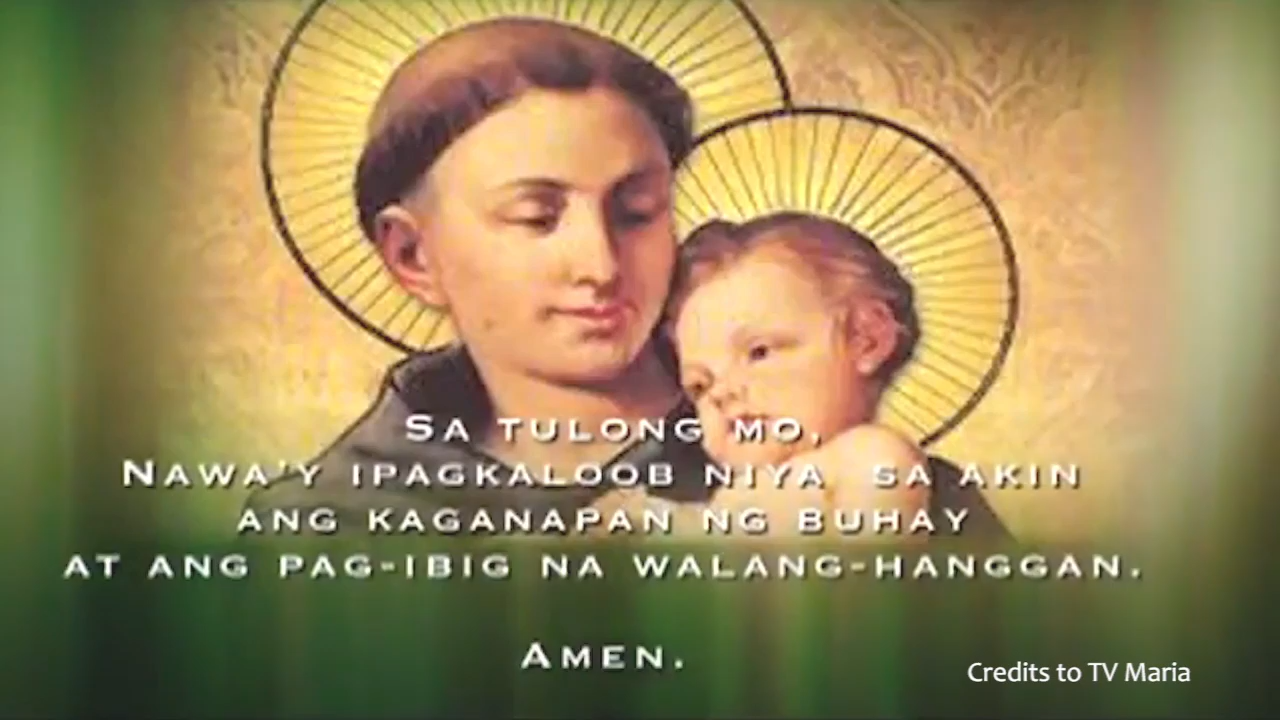 Sa tulong mo,
Nawa'y ipagkaloob niya sa akin
ang kaganapan ng buhay
at ang pag-ibig na walang-hanggan.
Amen.
Credits to TV Maria